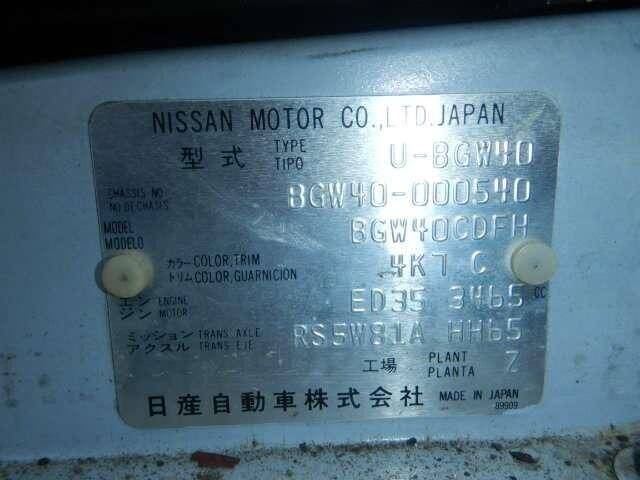 NISSAN MOTOR CO.,LTD.JAPAN
型式 TYPE TIPO U-BGW40
CHASSIS NO NO DE CHASIS BGW40-000540
MODEL MODELO BGW40CDFH
カラー COLOR, TRIM トリム COLOR, GUARNICION 4K7 C
エンジン ENGINE MOTOR ED35 3465 CC
ミッション TRANS AXLE アクスル TRANS EJE RS5W81A HH65
工場 PLANT PLANTA Z
日産自動車株式会社 MADE IN JAPAN
89909